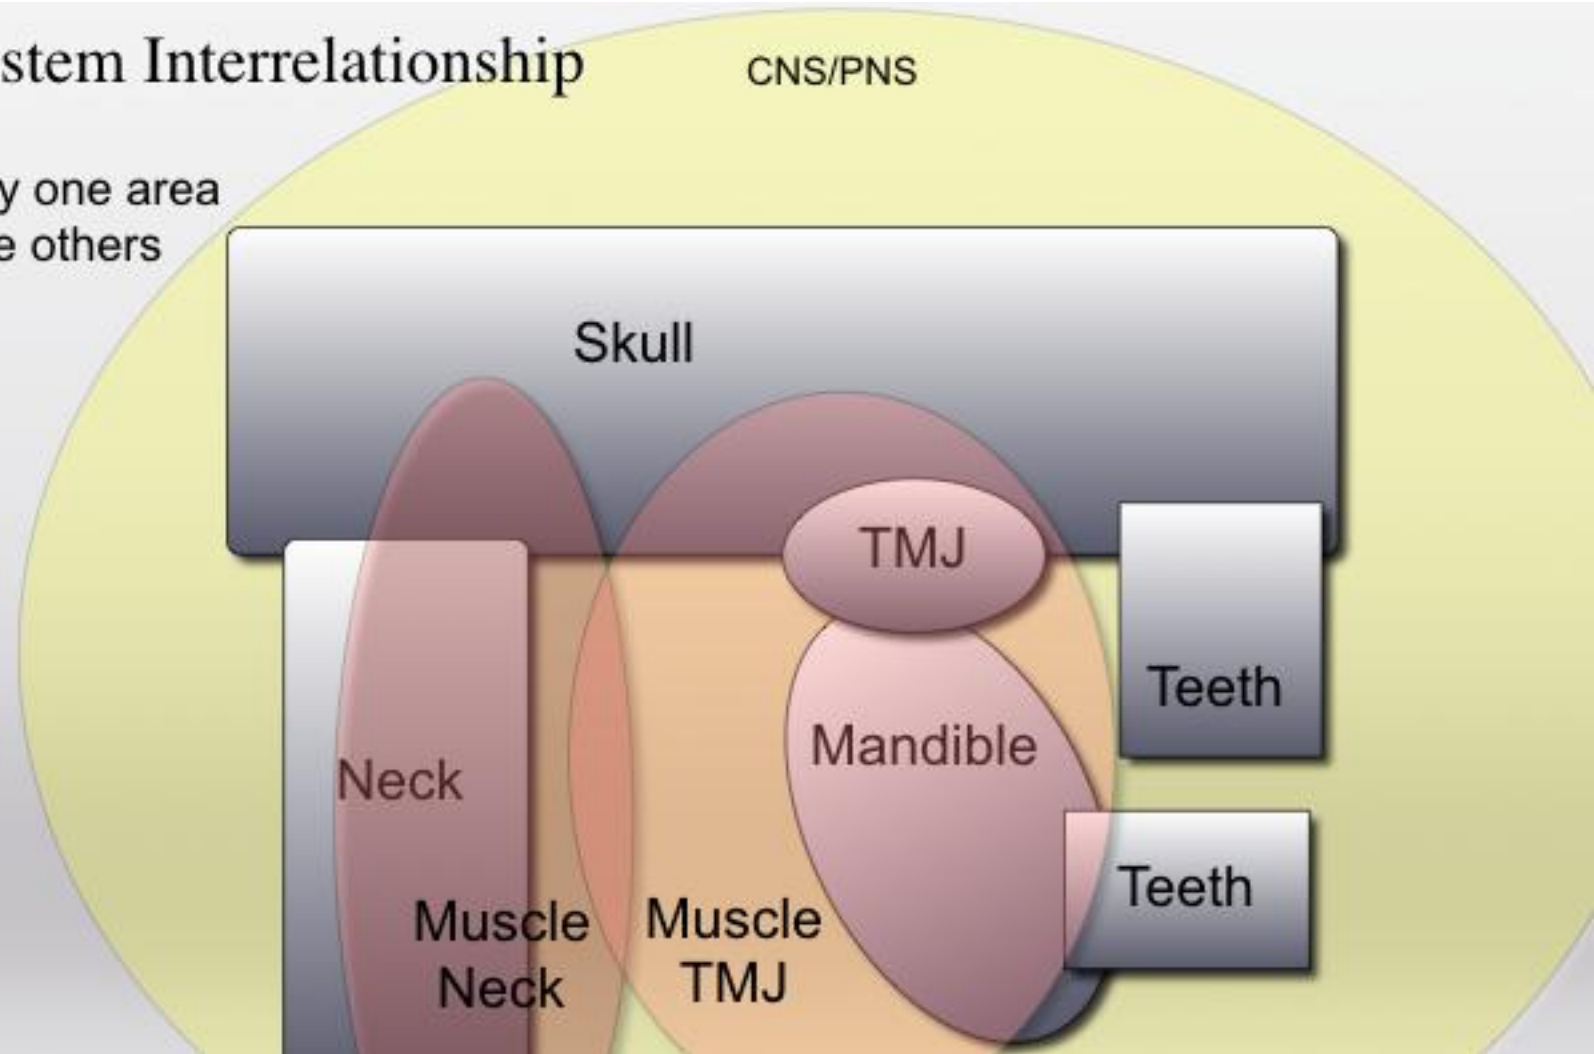 stem Interrelationship
CNS/PNS
y one area
e others
Skull
TMJ
Teeth
Mandible
Neck
Teeth
Muscle
Neck
Muscle
TMJ